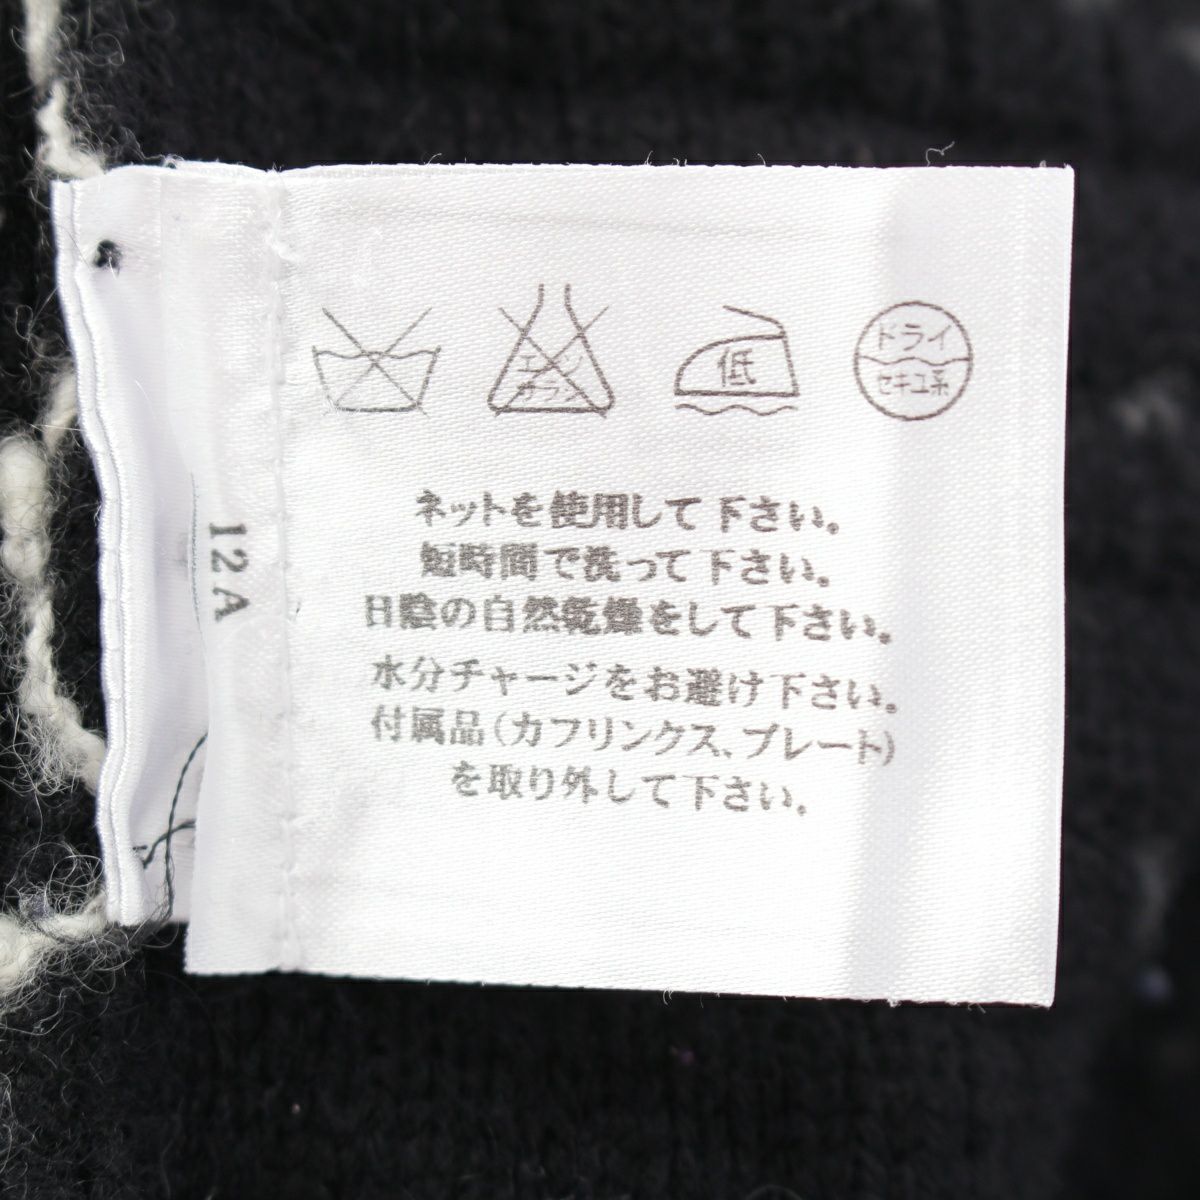 エンソ
サラシ
低
ドライ
セキユ系
ネットを使用して下さい。
短時間で洗って下さい。
日陰の自然乾燥をして下さい。
水分チャージをお避け下さい。
付属品(カフリンクス、プレート)
を取り外して下さい。
12A